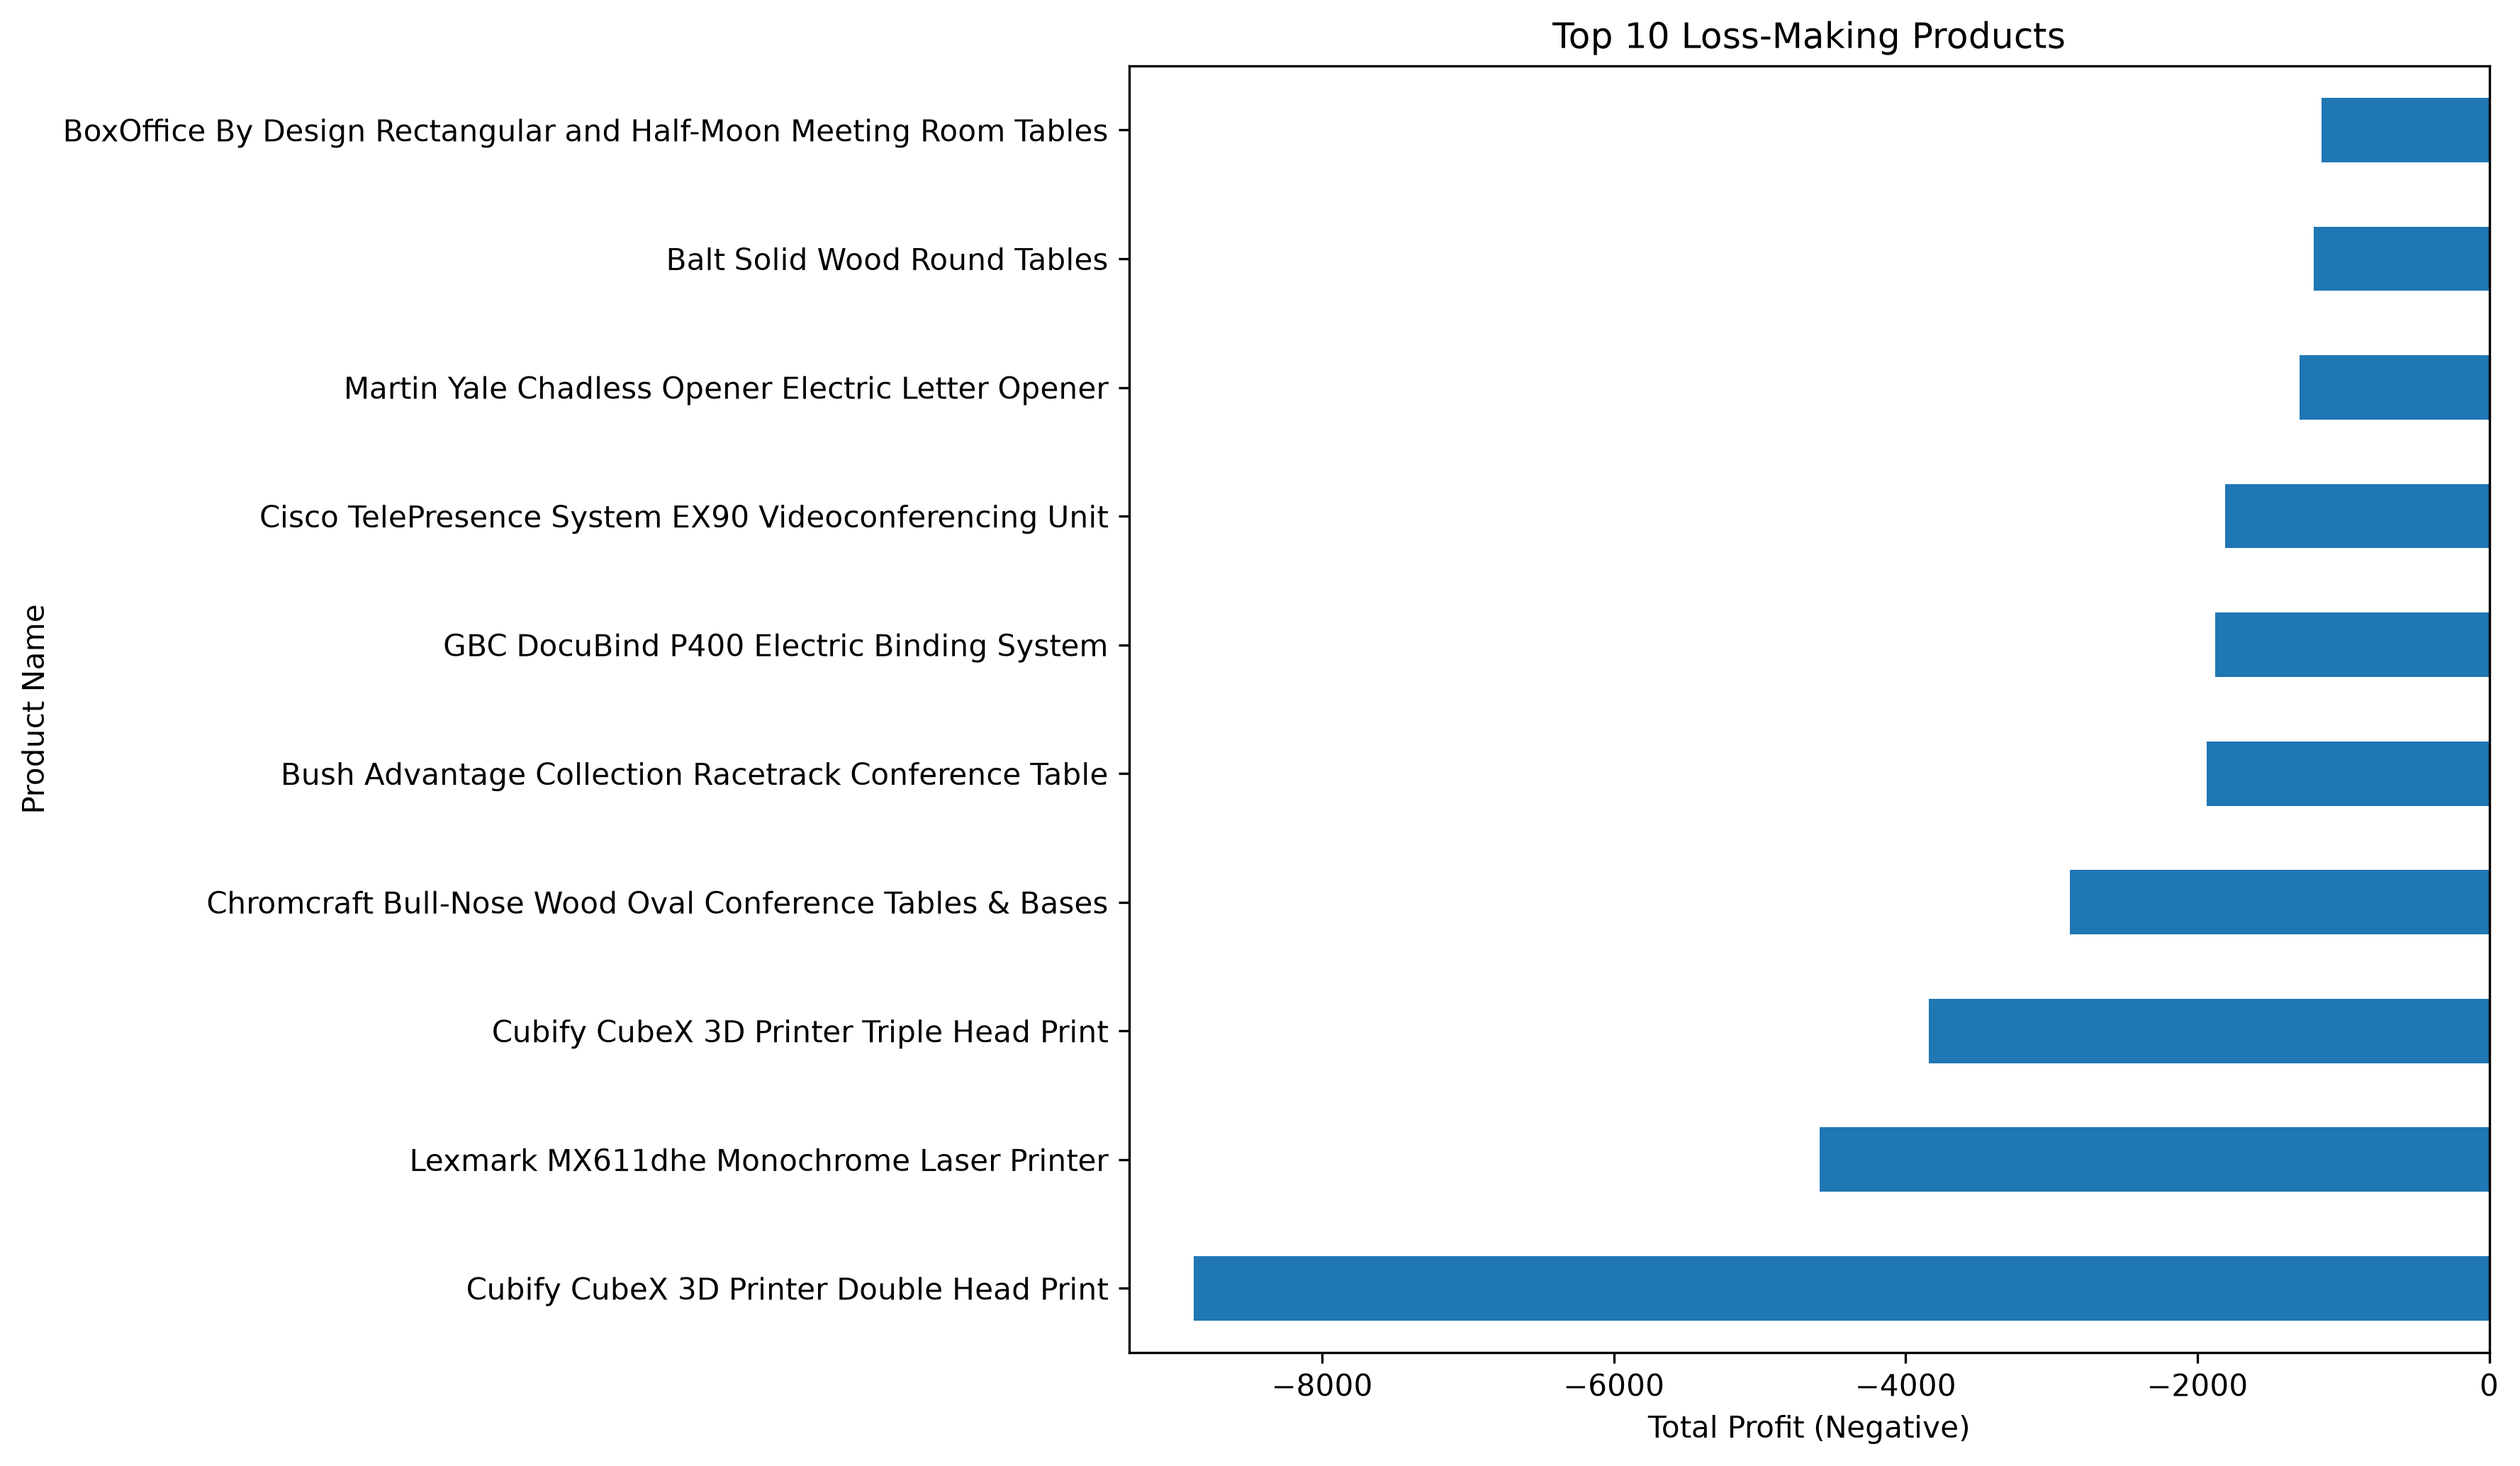 Top 10 Loss-Making Products
Product Name
BoxOffice By Design Rectangular and Half-Moon Meeting Room Tables
Balt Solid Wood Round Tables
Martin Yale Chadless Opener Electric Letter Opener
Cisco TelePresence System EX90 Videoconferencing Unit
GBC DocuBind P400 Electric Binding System
Bush Advantage Collection Racetrack Conference Table
Chromcraft Bull-Nose Wood Oval Conference Tables & Bases
Cubify CubeX 3D Printer Triple Head Print
Lexmark MX611dhe Monochrome Laser Printer
Cubify CubeX 3D Printer Double Head Print
−8000 −6000 −4000 −2000 0
Total Profit (Negative)